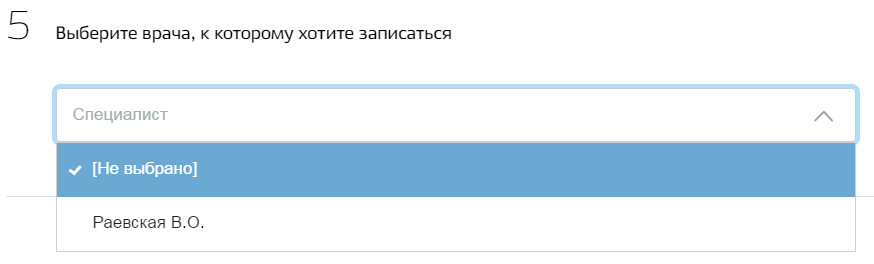 5 Выберите врача, к которому хотите записаться
Специалист
[Не выбрано]
Раевская В.О.